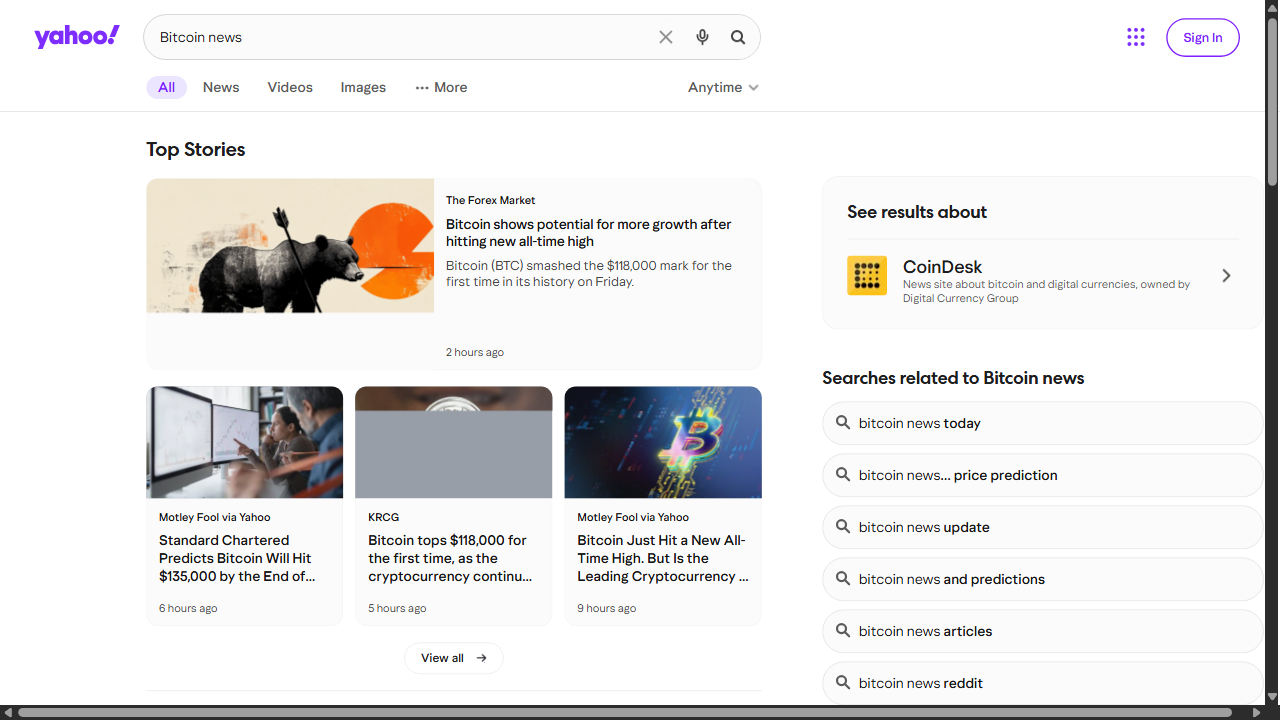 yahoo!
Bitcoin news
Sign In
All
News
Videos
Images
More
Anytime
Top Stories
The Forex Market
Bitcoin shows potential for more growth after
hitting new all-time high
Bitcoin (BTC) smashed the $118,000 mark for the
first time in its history on Friday.
2 hours ago
Motley Fool via Yahoo
Standard Chartered
Predicts Bitcoin Will Hit
$135,000 by the End of...
6 hours ago
KRCG
Bitcoin tops $118,000 for
the first time, as the
cryptocurrency continu...
5 hours ago
Motley Fool via Yahoo
Bitcoin Just Hit a New All-
Time High. But Is the
Leading Cryptocurrency ...
9 hours ago
View all
See results about
CoinDesk
News site about bitcoin and digital currencies, owned by
Digital Currency Group
Searches related to Bitcoin news
bitcoin news today
bitcoin news... price prediction
bitcoin news update
bitcoin news and predictions
bitcoin news articles
bitcoin news reddit